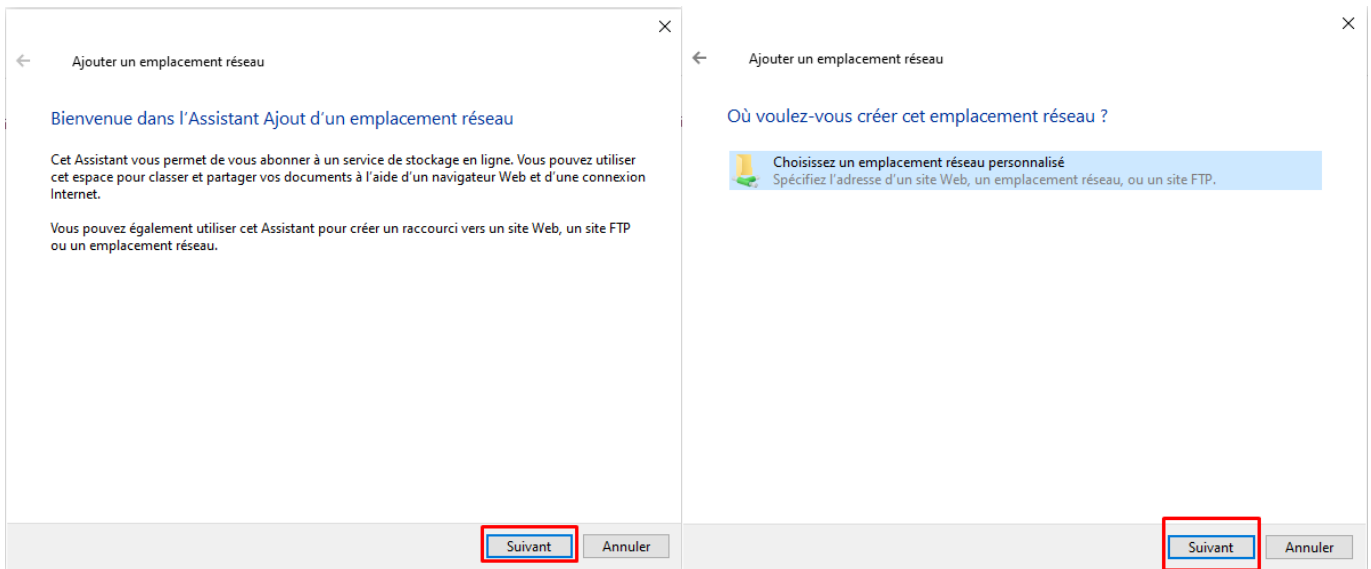 Ajouter un emplacement réseau
Bienvenue dans l'Assistant Ajout d'un emplacement réseau
Cet Assistant vous permet de vous abonner à un service de stockage en ligne. Vous pouvez utiliser
cet espace pour classer et partager vos documents à l'aide d'un navigateur Web et d'une connexion
Internet.
Vous pouvez également utiliser cet Assistant pour créer un raccourci vers un site Web, un site FTP
ou un emplacement réseau.
Suivant
Annuler
Ajouter un emplacement réseau
Où voulez-vous créer cet emplacement réseau ?
Choisissez un emplacement réseau personnalisé
Spécifiez l'adresse d'un site Web, un emplacement réseau, ou un site FTP.
Suivant
Annuler